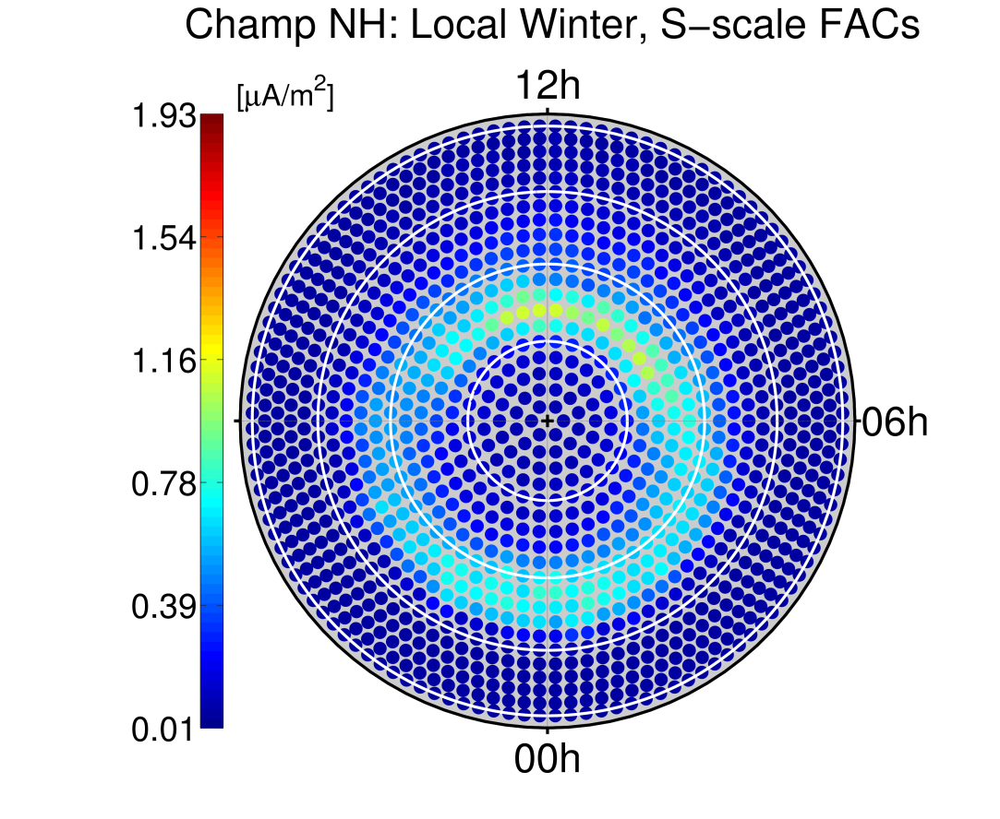 Champ NH: Local Winter, S−scale FACs
[μA/m²]
12h
1.93
1.54
1.16
06h
0.78
0.39
0.01
00h